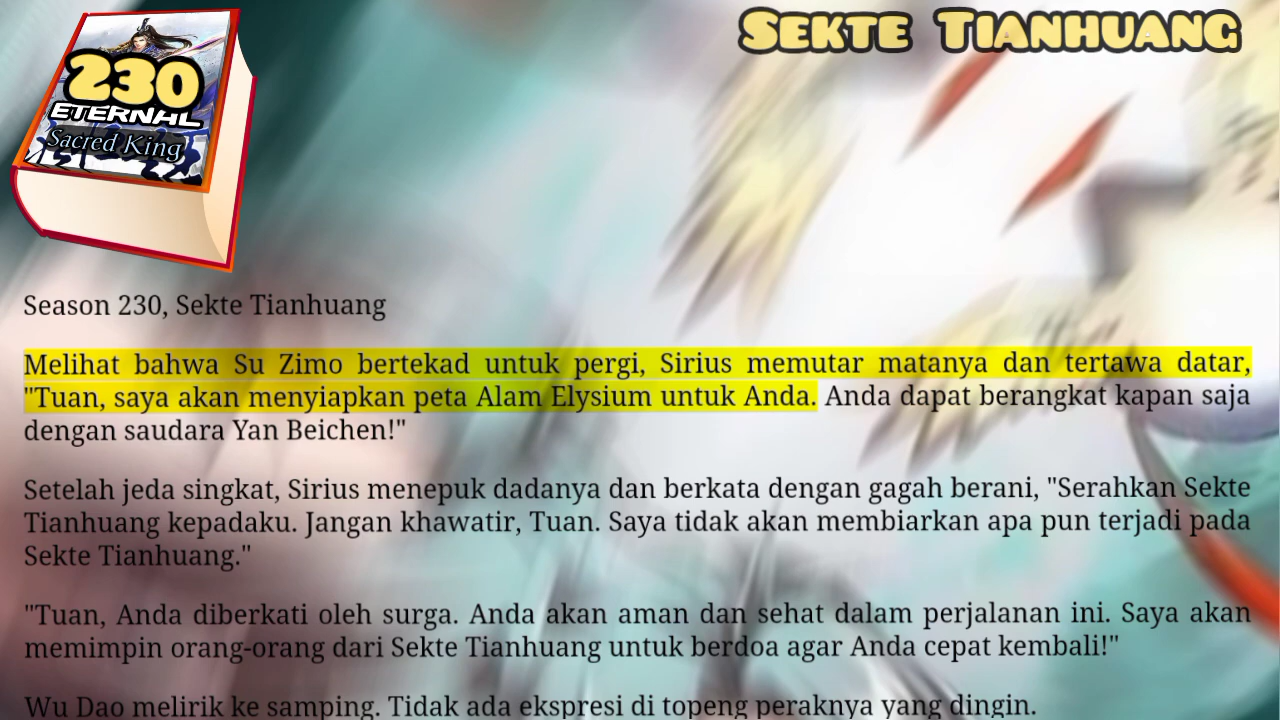 Sekte Tianhuang
230
ETERNAL
Sacred King
Season 230, Sekte Tianhuang
Melihat bahwa Su Zimo bertekad untuk pergi, Sirius memutar matanya dan tertawa datar,
"Tuan, saya akan menyiapkan peta Alam Elysium untuk Anda. Anda dapat berangkat kapan saja
dengan saudara Yan Beichen!"
Setelah jeda singkat, Sirius menepuk dadanya dan berkata dengan gagah berani, "Serahkan Sekte
Tianhuang kepadaku. Jangan khawatir, Tuan. Saya tidak akan membiarkan apa pun terjadi pada
Sekte Tianhuang."
"Tuan, Anda diberkati oleh surga. Anda akan aman dan sehat dalam perjalanan ini. Saya akan
memimpin orang-orang dari Sekte Tianhuang untuk berdoa agar Anda cepat kembali!"
Wu Dao melirik ke samping. Tidak ada ekspresi di topeng peraknya yang dingin.